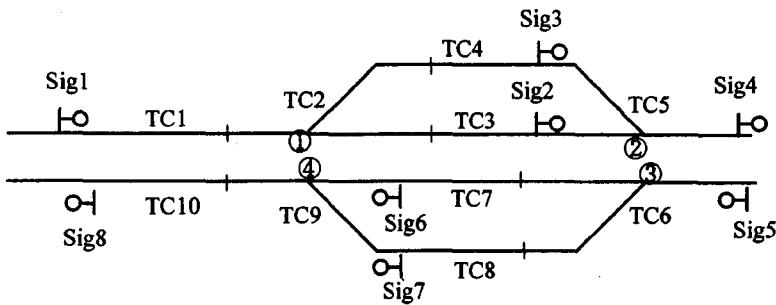 Sig3
TC4
Sig1
TC2
Sig2
TC5
Sig4
TC1
TC3
① ②
④ ③
TC10
TC9
TC7
TC6
Sig8
Sig6
Sig5
Sig7
TC8